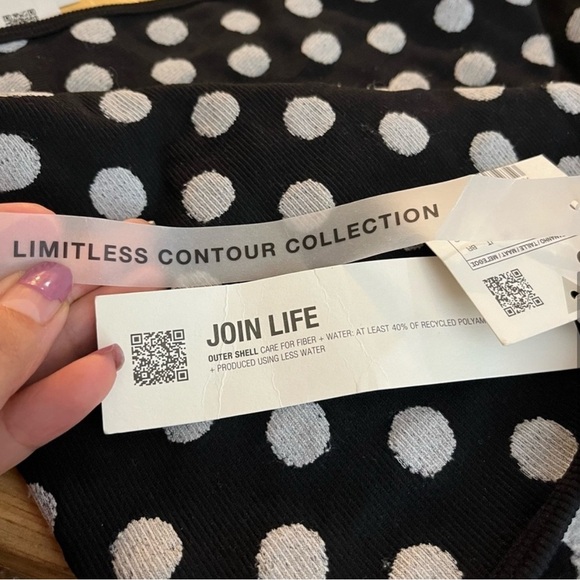 LIMITLESS CONTOUR COLLECTION
JOIN LIFE
OUTER SHELL CARE FOR FIBER + WATER: AT LEAST 40% OF RECYCLED
+ PRODUCED USING LESS WATER